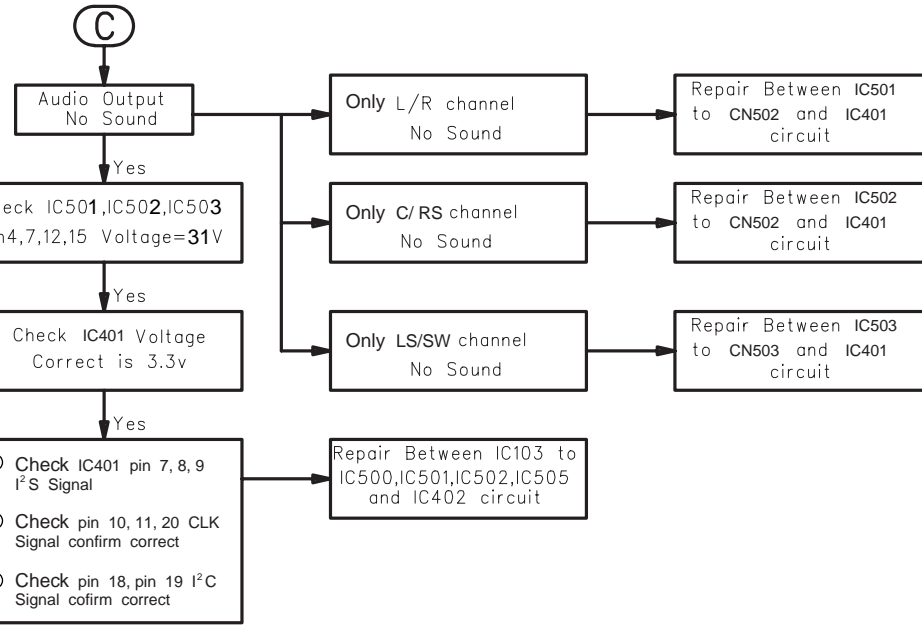 C
Audio Output
No Sound
Yes
eck IC501,IC502,IC503
4,7,12,15 Voltage=31V
Yes
Check IC401 Voltage
Correct is 3.3v
Yes
Check IC401 pin 7, 8, 9
I²S Signal
Check pin 10, 11, 20 CLK
Signal confirm correct
Check pin 18, pin 19 I²C
Signal cofirm correct
Only L/R channel
No Sound
Only C/ RS channel
No Sound
Only LS/SW channel
No Sound
Repair Between IC103 to
IC500,IC501,IC502,IC505
and IC402 circuit
Repair Between IC501
to CN502 and IC401
circuit
Repair Between IC502
to CN502 and IC401
circuit
Repair Between IC503
to CN503 and IC401
circuit